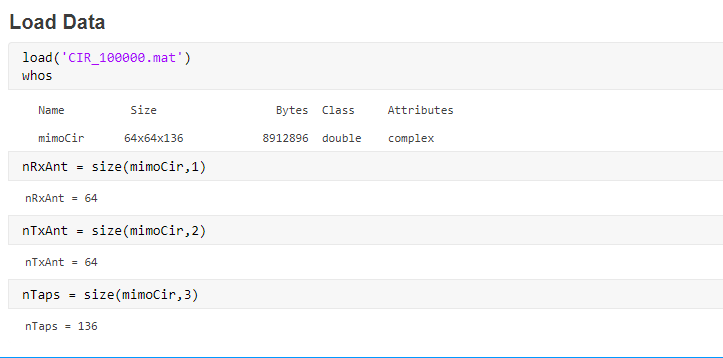 Load Data
load('CIR_100000.mat')
whos
Name Size Bytes Class Attributes
mimoCir 64x64x136 8912896 double complex
nRxAnt = size(mimoCir,1)
nRxAnt = 64
nTxAnt = size(mimoCir,2)
nTxAnt = 64
nTaps = size(mimoCir,3)
nTaps = 136